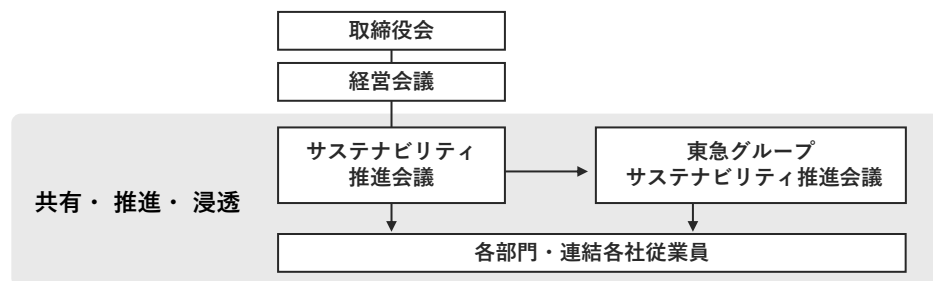 取締役会
経営会議
サステナビリティ
推進会議
東急グループ
サステナビリティ推進会議
共有・ 推進・ 浸透
各部門・連結各社従業員